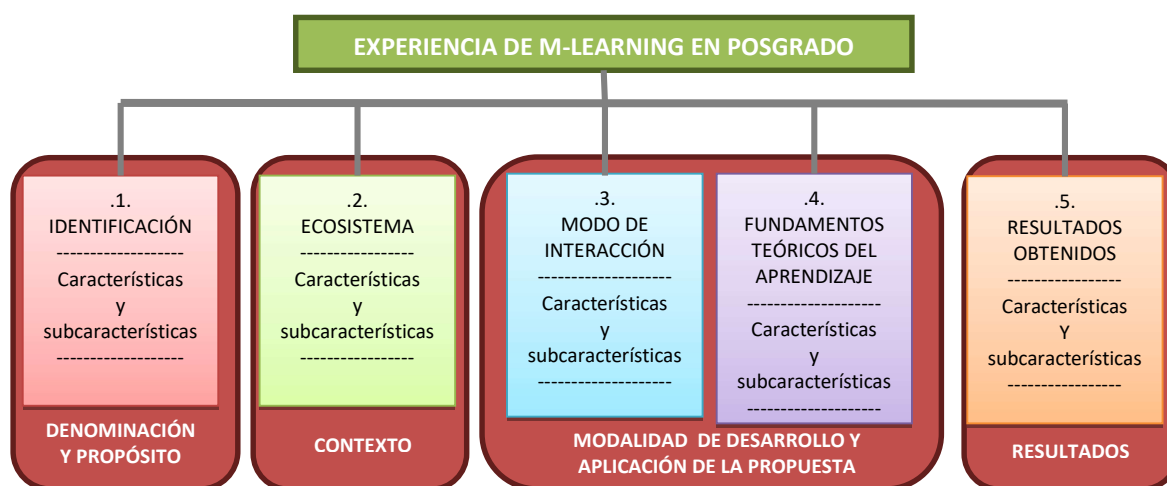 EXPERIENCIA DE M-LEARNING EN POSGRADO
.1.
IDENTIFICACIÓN
-------------------
Características
y
subcaracterísticas
-------------------
DENOMINACIÓN
Y PROPÓSITO
.2.
ECOSISTEMA
-----------------
Características
y
subcaracterísticas
-----------------
CONTEXTO
.3.
MODO DE
INTERACCIÓN
--------------------
Características
y
subcaracterísticas
--------------------
.4.
FUNDAMENTOS
TEÓRICOS DEL
APRENDIZAJE
--------------------
Características
y
subcaracterísticas
--------------------
MODALIDAD DE DESARROLLO Y
APLICACIÓN DE LA PROPUESTA
.5.
RESULTADOS
OBTENIDOS
-----------------
Características
Y
subcaracterísticas
-----------------
RESULTADOS